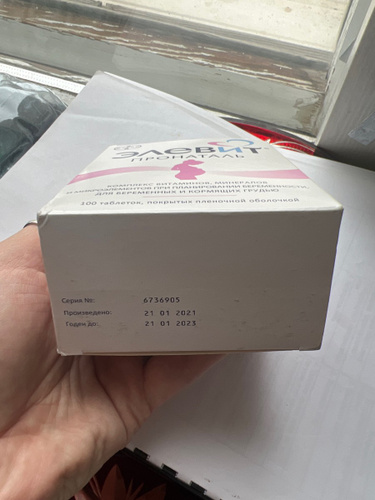 ЭЛЕВИТ
ПРОНАТАЛЬ
КОМПЛЕКС ВИТАМИНОВ, МИНЕРАЛОВ
И МИКРОЭЛЕМЕНТОВ ПРИ ПЛАНИРОВАНИИ БЕРЕМЕННОСТИ,
ДЛЯ БЕРЕМЕННЫХ И КОРМЯЩИХ ГРУДЬЮ
100 таблеток, покрытых пленочной оболочкой
Серия №: 6736905
Произведено: 21 01 2021
Годен до: 21 01 2023